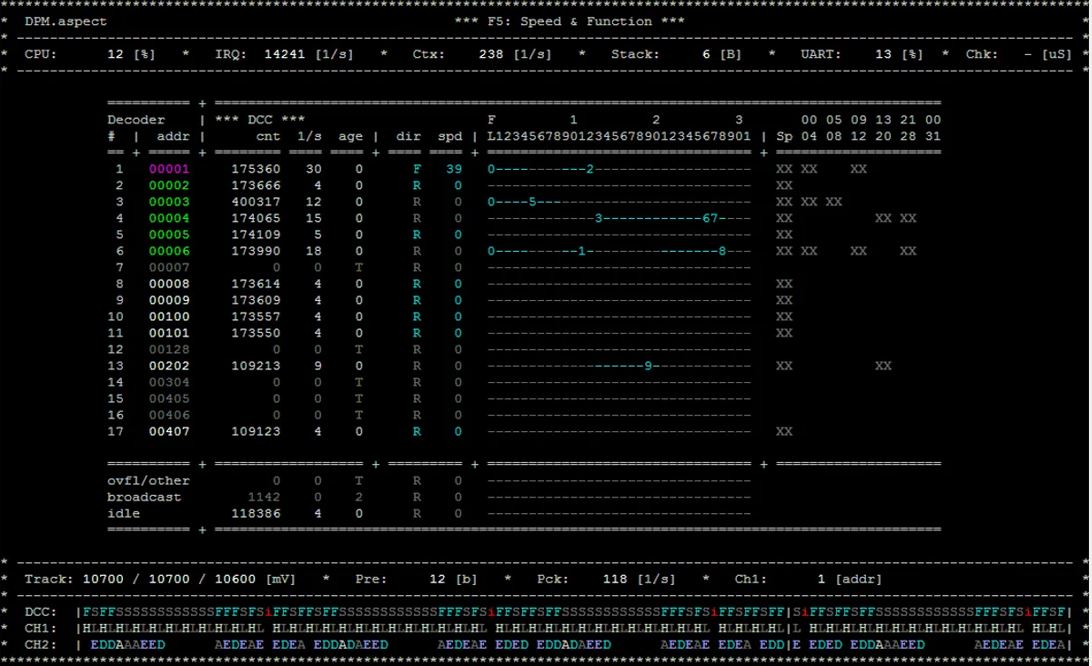 * DPM.aspect *** F5: Speed & Function *** *
* CPU: 12 [%] * IRQ: 14241 [1/s] * Ctx: 238 [1/s] * Stack: 6 [B] * UART: 13 [%] * Chk: - [uS] *
========== + =================================================================
Decoder | *** DCC *** F 1 2 3 00 05 09 13 21 00
# | addr | cnt 1/s age | dir spd | L1234567890123456789012345678901 | Sp 04 08 12 20 28 31
1 00001 175360 30 0 F 39 0-----------2------------------- XX XX XX
2 00002 173666 4 0 R 0 -------------------------------- XX
3 00003 400317 12 0 R 0 0----5-------------------------- XX XX XX
4 00004 174065 15 0 R 0 -------------3------------67---- XX XX XX
5 00005 174109 5 0 R 0 -------------------------------- XX
6 00006 173990 18 0 R 0 0----------1----------------8--- XX XX XX XX
7 00007 0 0 T R 0 --------------------------------
8 00008 173614 4 0 R 0 -------------------------------- XX
9 00009 173609 4 0 R 0 -------------------------------- XX
10 00100 173557 4 0 R 0 -------------------------------- XX
11 00101 173550 4 0 R 0 -------------------------------- XX
12 00128 0 0 T R 0 --------------------------------
13 00202 109213 9 0 R 0 -------------------9------------ XX XX
14 00304 0 0 T R 0 --------------------------------
15 00405 0 0 T R 0 --------------------------------
16 00406 0 0 T R 0 --------------------------------
17 00407 109123 4 0 R 0 -------------------------------- XX
ovfl/other 0 0 T R 0 --------------------------------
broadcast 1142 0 2 R 0 --------------------------------
idle 118386 4 0 R 0 --------------------------------
* Track: 10700 / 10700 / 10600 [mV] * Pre: 12 [b] * Pck: 118 [1/s] * Ch1: 1 [addr] *
* DCC: |FSFFSSSSSSSSSSSSFFFSFSiFFSFFSFFSSSSSSSSSSSSFFFSFSiFFSFFSFFSSSSSSSSSSSSFFFSFSiFFSFFSFF|SiFFSFFSFFSSSSSSSSSSSSFFFSFSiFFSF| *
* CH1: |HLHLHLHLHLHLHLHLHLHLHL HLHLHLHLHLHLHLHLHLHLHLHLHL HLHLHLHLHLHLHLHLHLHLHLHLHL HLHLHLHL|L HLHLHLHLHLHLHLHLHLHLHLHLHL HLHL| *
* CH2: | EDDAAAEED AEDEAE EDEA EDDADAEED AEDEAE EDED EDDADAEED AEDEAE EDEA EDD|E EDED EDDAAAEED AEDEAE EDEA| *